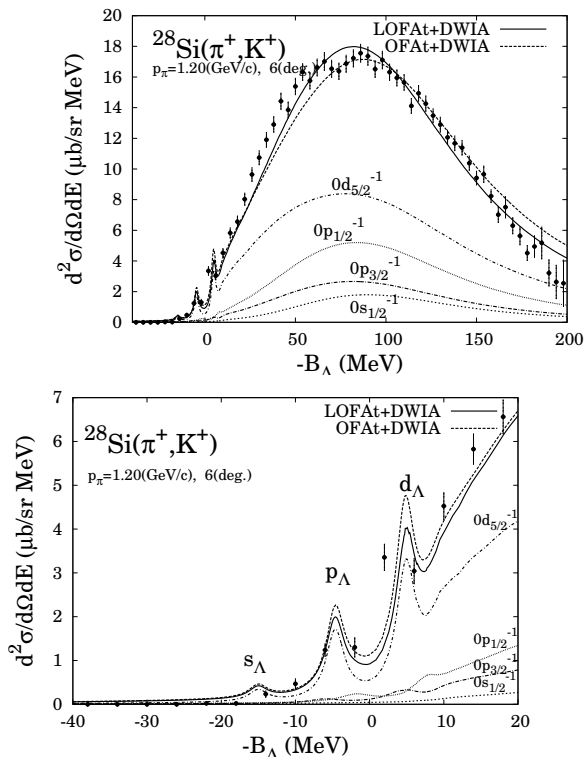 20
18
16
14
12
10
8
6
4
2
0
d²σ/dΩdE (μb/sr MeV)
²⁸Si(π⁺,K⁺)
p_π=1.20(GeV/c), 6(deg.
LOFAt+DWIA
OFAt+DWIA
0d₅/₂⁻¹
0p₁/₂⁻¹
0p₃/₂⁻¹
0s₁/₂⁻¹
0 50 100 150 200
-B_Λ (MeV)
7
6
5
4
3
2
1
0
d²σ/dΩdE (μb/sr MeV)
²⁸Si(π⁺,K⁺)
p_π=1.20(GeV/c), 6(deg.)
LOFAt+DWIA
OFAt+DWIA
d_Λ
0d₅/₂⁻¹
p_Λ
s_Λ
0p₁/₂⁻¹
0p₃/₂⁻¹
0s₁/₂⁻¹
-40 -30 -20 -10 0 10 20
-B_Λ (MeV)